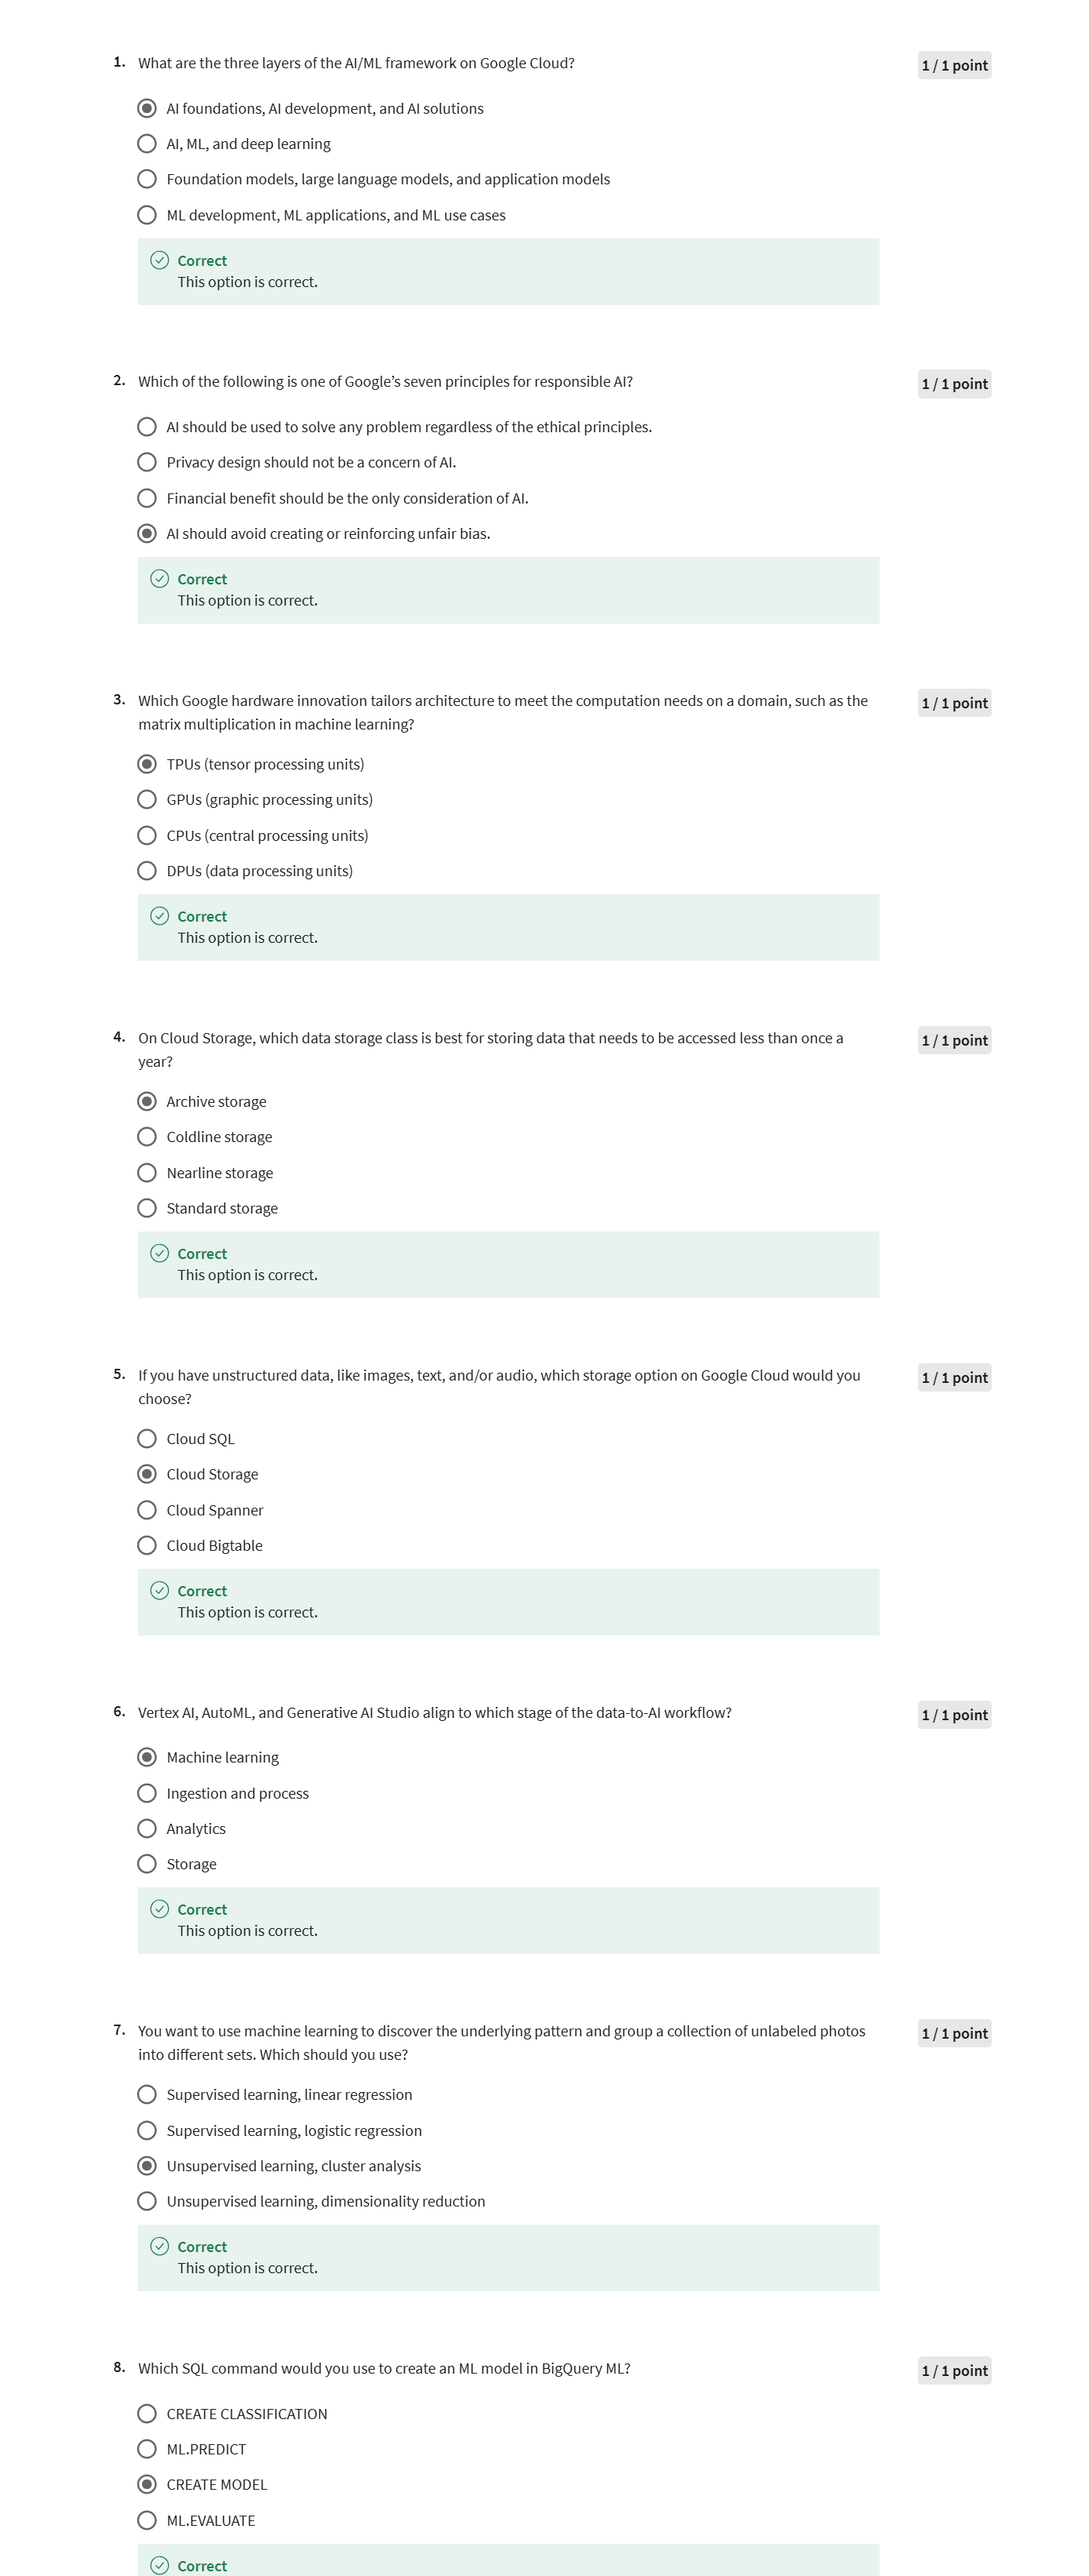 1. What are the three layers of the AI/ML framework on Google Cloud?
1 / 1 point
AI foundations, AI development, and AI solutions
AI, ML, and deep learning
Foundation models, large language models, and application models
ML development, ML applications, and ML use cases
Correct
This option is correct.
2. Which of the following is one of Google’s seven principles for responsible AI?
1 / 1 point
AI should be used to solve any problem regardless of the ethical principles.
Privacy design should not be a concern of AI.
Financial benefit should be the only consideration of AI.
AI should avoid creating or reinforcing unfair bias.
Correct
This option is correct.
3. Which Google hardware innovation tailors architecture to meet the computation needs on a domain, such as the
matrix multiplication in machine learning?
1 / 1 point
TPUs (tensor processing units)
GPUs (graphic processing units)
CPUs (central processing units)
DPUs (data processing units)
Correct
This option is correct.
4. On Cloud Storage, which data storage class is best for storing data that needs to be accessed less than once a
year?
1 / 1 point
Archive storage
Coldline storage
Nearline storage
Standard storage
Correct
This option is correct.
5. If you have unstructured data, like images, text, and/or audio, which storage option on Google Cloud would you
choose?
1 / 1 point
Cloud SQL
Cloud Storage
Cloud Spanner
Cloud Bigtable
Correct
This option is correct.
6. Vertex AI, AutoML, and Generative AI Studio align to which stage of the data-to-AI workflow?
1 / 1 point
Machine learning
Ingestion and process
Analytics
Storage
Correct
This option is correct.
7. You want to use machine learning to discover the underlying pattern and group a collection of unlabeled photos
into different sets. Which should you use?
1 / 1 point
Supervised learning, linear regression
Supervised learning, logistic regression
Unsupervised learning, cluster analysis
Unsupervised learning, dimensionality reduction
Correct
This option is correct.
8. Which SQL command would you use to create an ML model in BigQuery ML?
1 / 1 point
CREATE CLASSIFICATION
ML.PREDICT
CREATE MODEL
ML.EVALUATE
Correct